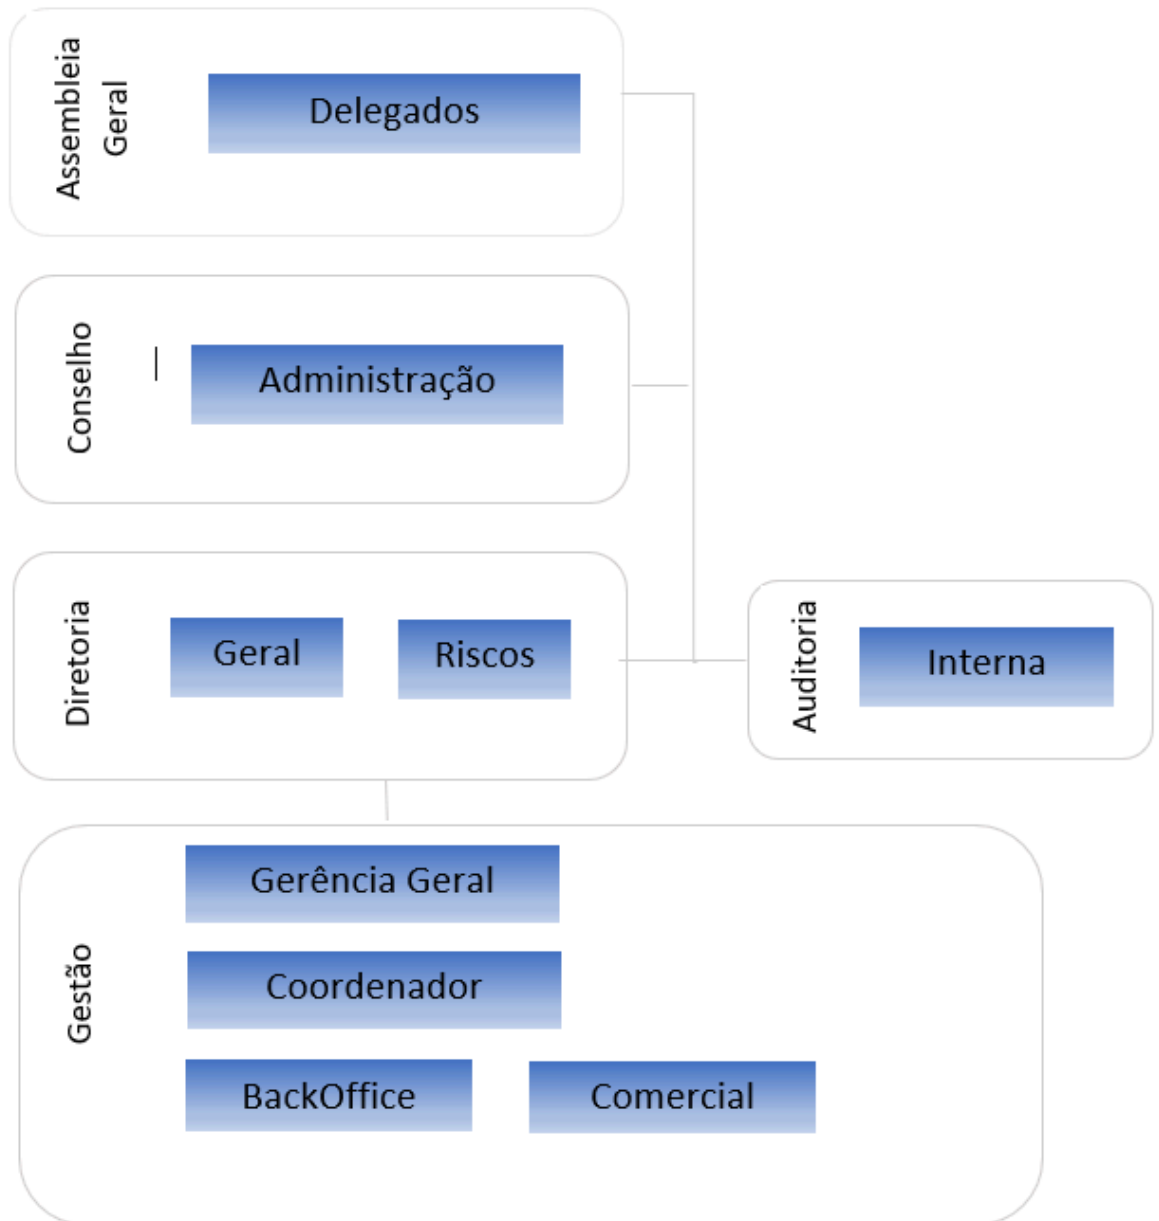 Assembleia
Geral
Delegados
Conselho
Administração
Diretoria
Geral
Riscos
Auditoria
Interna
Gestão
Gerência Geral
Coordenador
BackOffice
Comercial